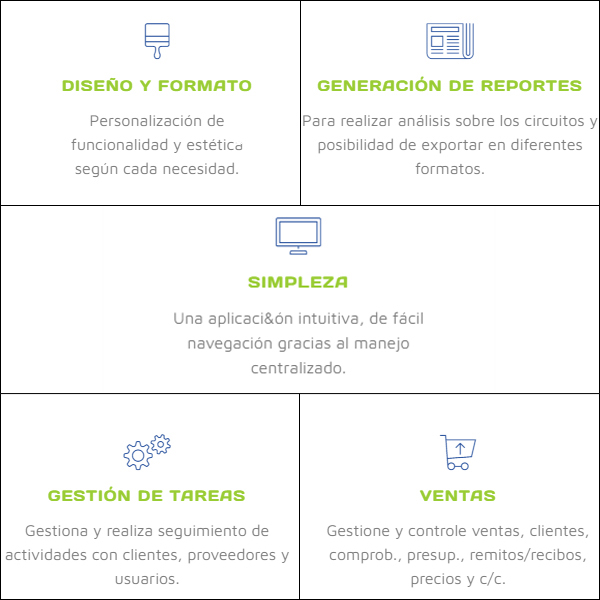 DISEÑO Y FORMATO
Personalización de
funcionalidad y estética
según cada necesidad.
GENERACIÓN DE REPORTES
Para realizar análisis sobre los circuitos y
posibilidad de exportar en diferentes
formatos.
SIMPLEZA
Una aplicaci&ón intuitiva, de fácil
navegación gracias al manejo
centralizado.
GESTIÓN DE TAREAS
Gestiona y realiza seguimiento de
actividades con clientes, proveedores y
usuarios.
VENTAS
Gestione y controle ventas, clientes,
comprob., presup., remitos/recibos,
precios y c/c.